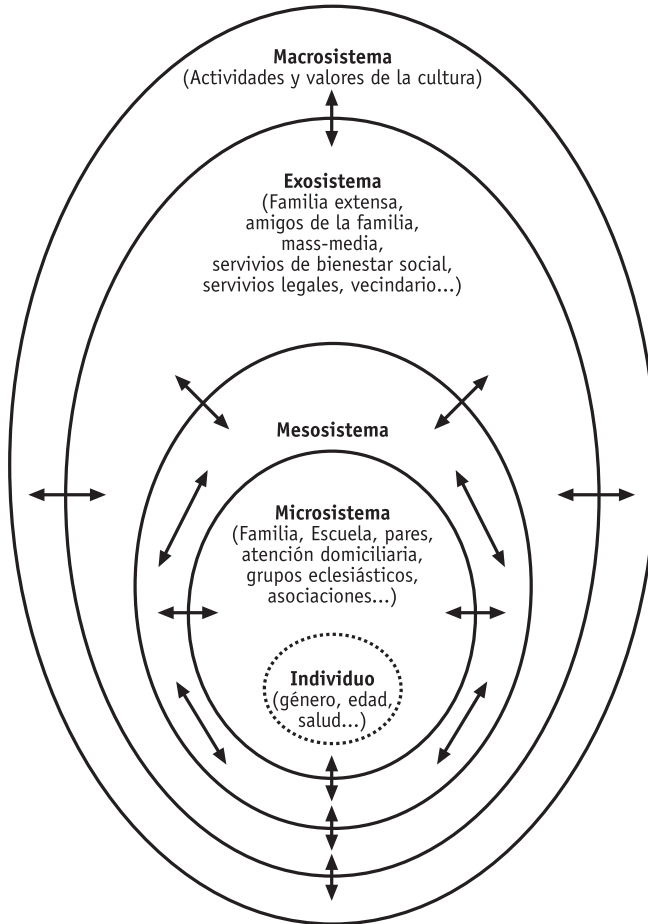 Macrosistema
(Actividades y valores de la cultura)
Exosistema
(Familia extensa,
amigos de la familia,
mass-media,
servivios de bienestar social,
servivios legales, vecindario...)
Mesosistema
Microsistema
(Familia, Escuela, pares,
atención domiciliaria,
grupos eclesiásticos,
asociaciones...)
Individuo
(género, edad,
salud...)